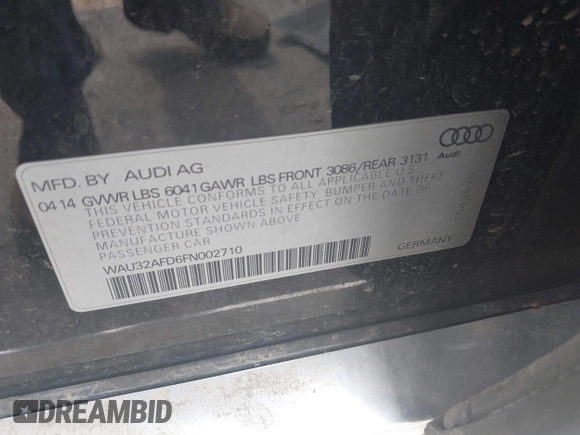 MFD. BY AUDI AG
0414 GVWR LBS 6041 GAWR LBS FRONT 3086/REAR 3131
Audi
THIS VEHICLE CONFORMS TO ALL APPLICABLE U.S.
FEDERAL MOTOR VEHICLE SAFETY, BUMPER AND THEFT
PREVENTION STANDARDS IN EFFECT ON THE DATE OF
MANUFACTURE SHOWN ABOVE
PASSENGER CAR
WAU32AFD6FN002710
GERMANY
DREAMBID